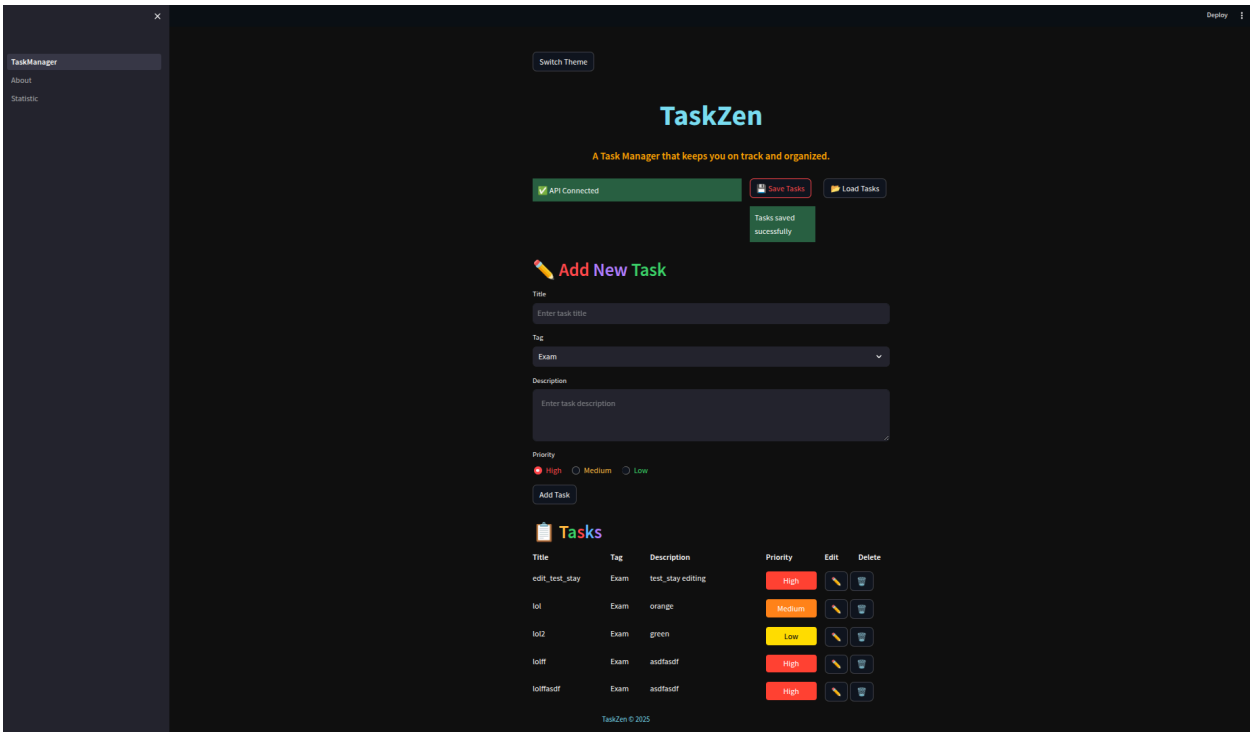 Deploy
TaskManager
About
Statistic
Switch Theme
TaskZen
A Task Manager that keeps you on track and organized.
API Connected
Save Tasks
Load Tasks
Tasks saved
sucessfully
Add New Task
Title
Enter task title
Tag
Exam
Description
Enter task description
Priority
High Medium Low
Add Task
Tasks
Title Tag Description Priority Edit Delete
edit_test_stay Exam test_stay editing High
lol Exam orange Medium
lol2 Exam green Low
lolff Exam asdfasdf High
lolffasdf Exam asdfasdf High
TaskZen © 2025